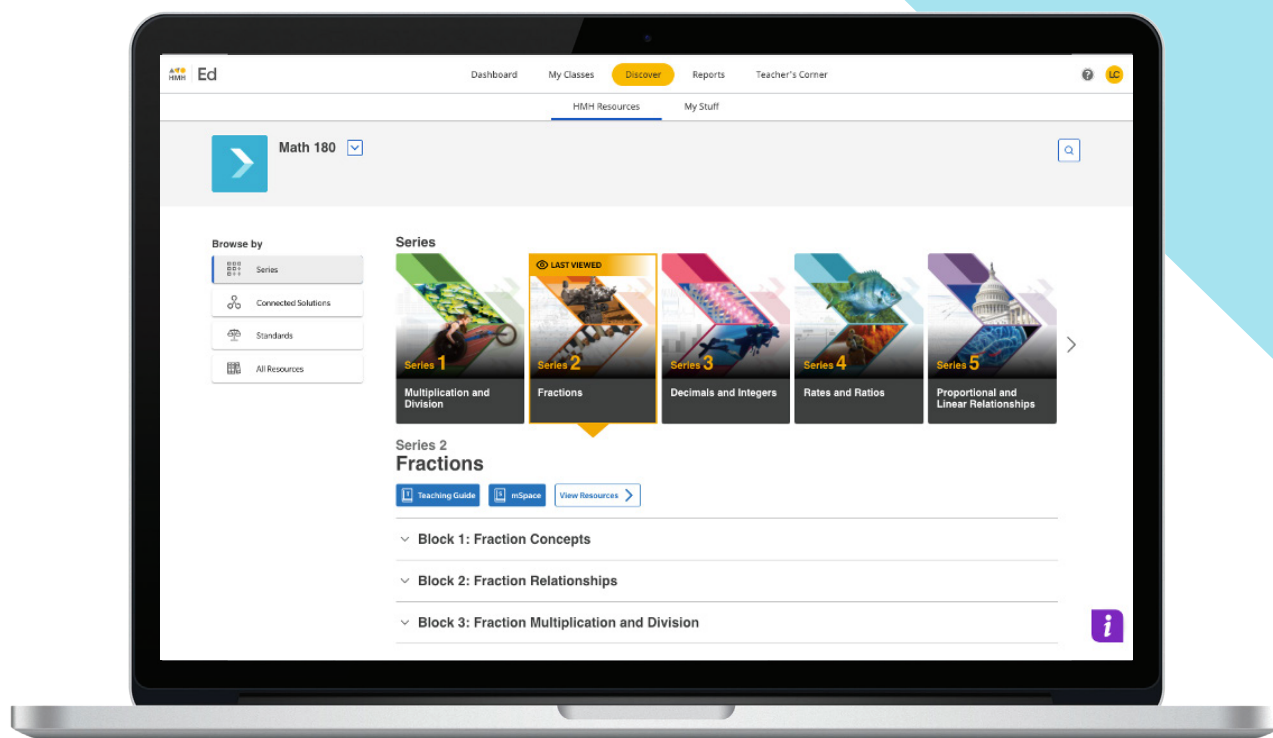 HMH Ed
Dashboard My Classes Discover Reports Teacher's Corner ? LC
HMH Resources My Stuff
Math 180
Browse by
Series
Connected Solutions
Standards
All Resources
Series
LAST VIEWED
Series 1
Multiplication and
Division
Series 2
Fractions
Series 3
Decimals and Integers
Series 4
Rates and Ratios
Series 5
Proportional and
Linear Relationships
Series 2
Fractions
Teaching Guide mSpace View Resources
Block 1: Fraction Concepts
Block 2: Fraction Relationships
Block 3: Fraction Multiplication and Division
i